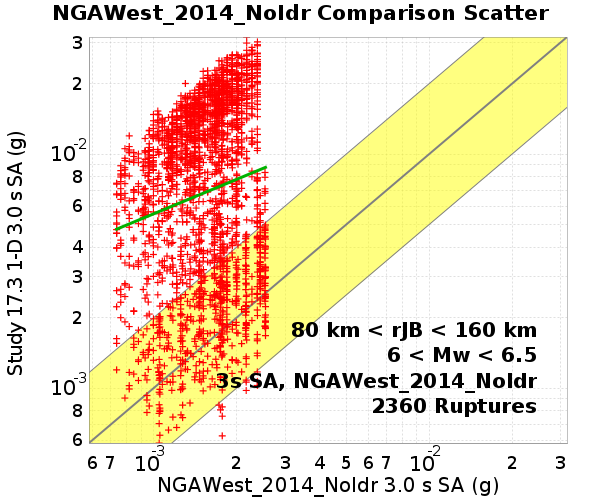 NGAWest_2014_NoIdr Comparison Scatter
Study 17.3 1-D 3.0 s SA (g)
3
2
10-2
8
6
4
3
2
10-3
8
6
80 km < rJB < 160 km
6 < Mw < 6.5
3s SA, NGAWest_2014_NoIdr
2360 Ruptures
6 7 10-3 2 3 4 5 6 7 10-2 2 3
NGAWest_2014_NoIdr 3.0 s SA (g)